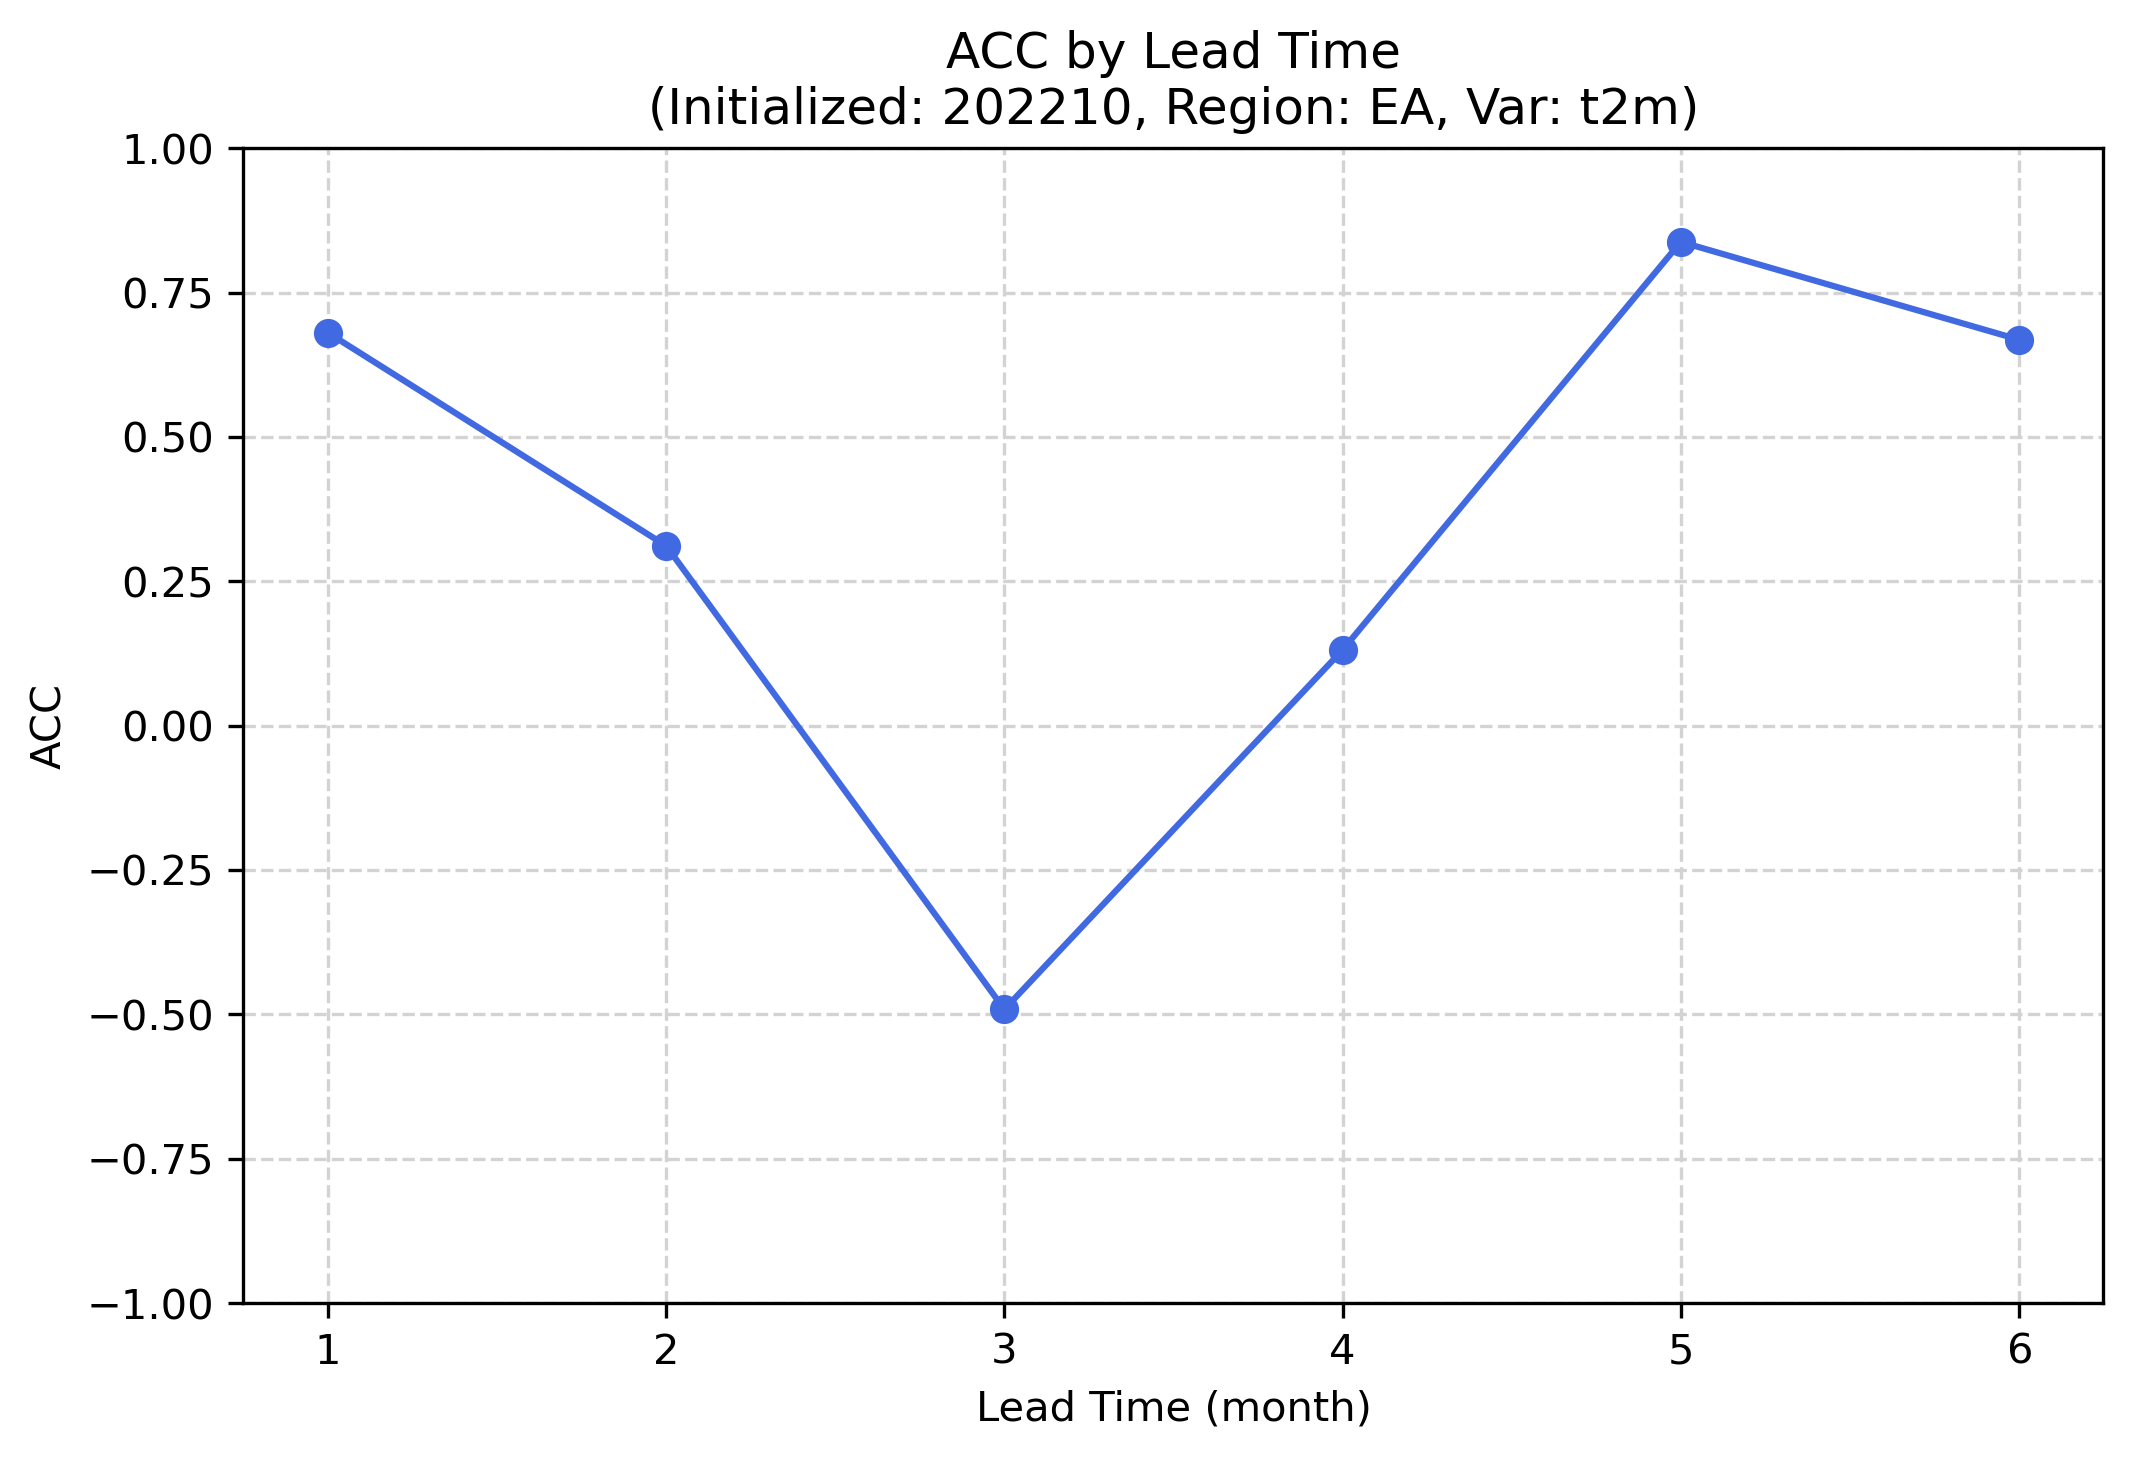 ACC by Lead Time
(Initialized: 202210, Region: EA, Var: t2m)
1.00
0.75
0.50
0.25
0.00
−0.25
−0.50
−0.75
−1.00
ACC
1 2 3 4 5 6
Lead Time (month)